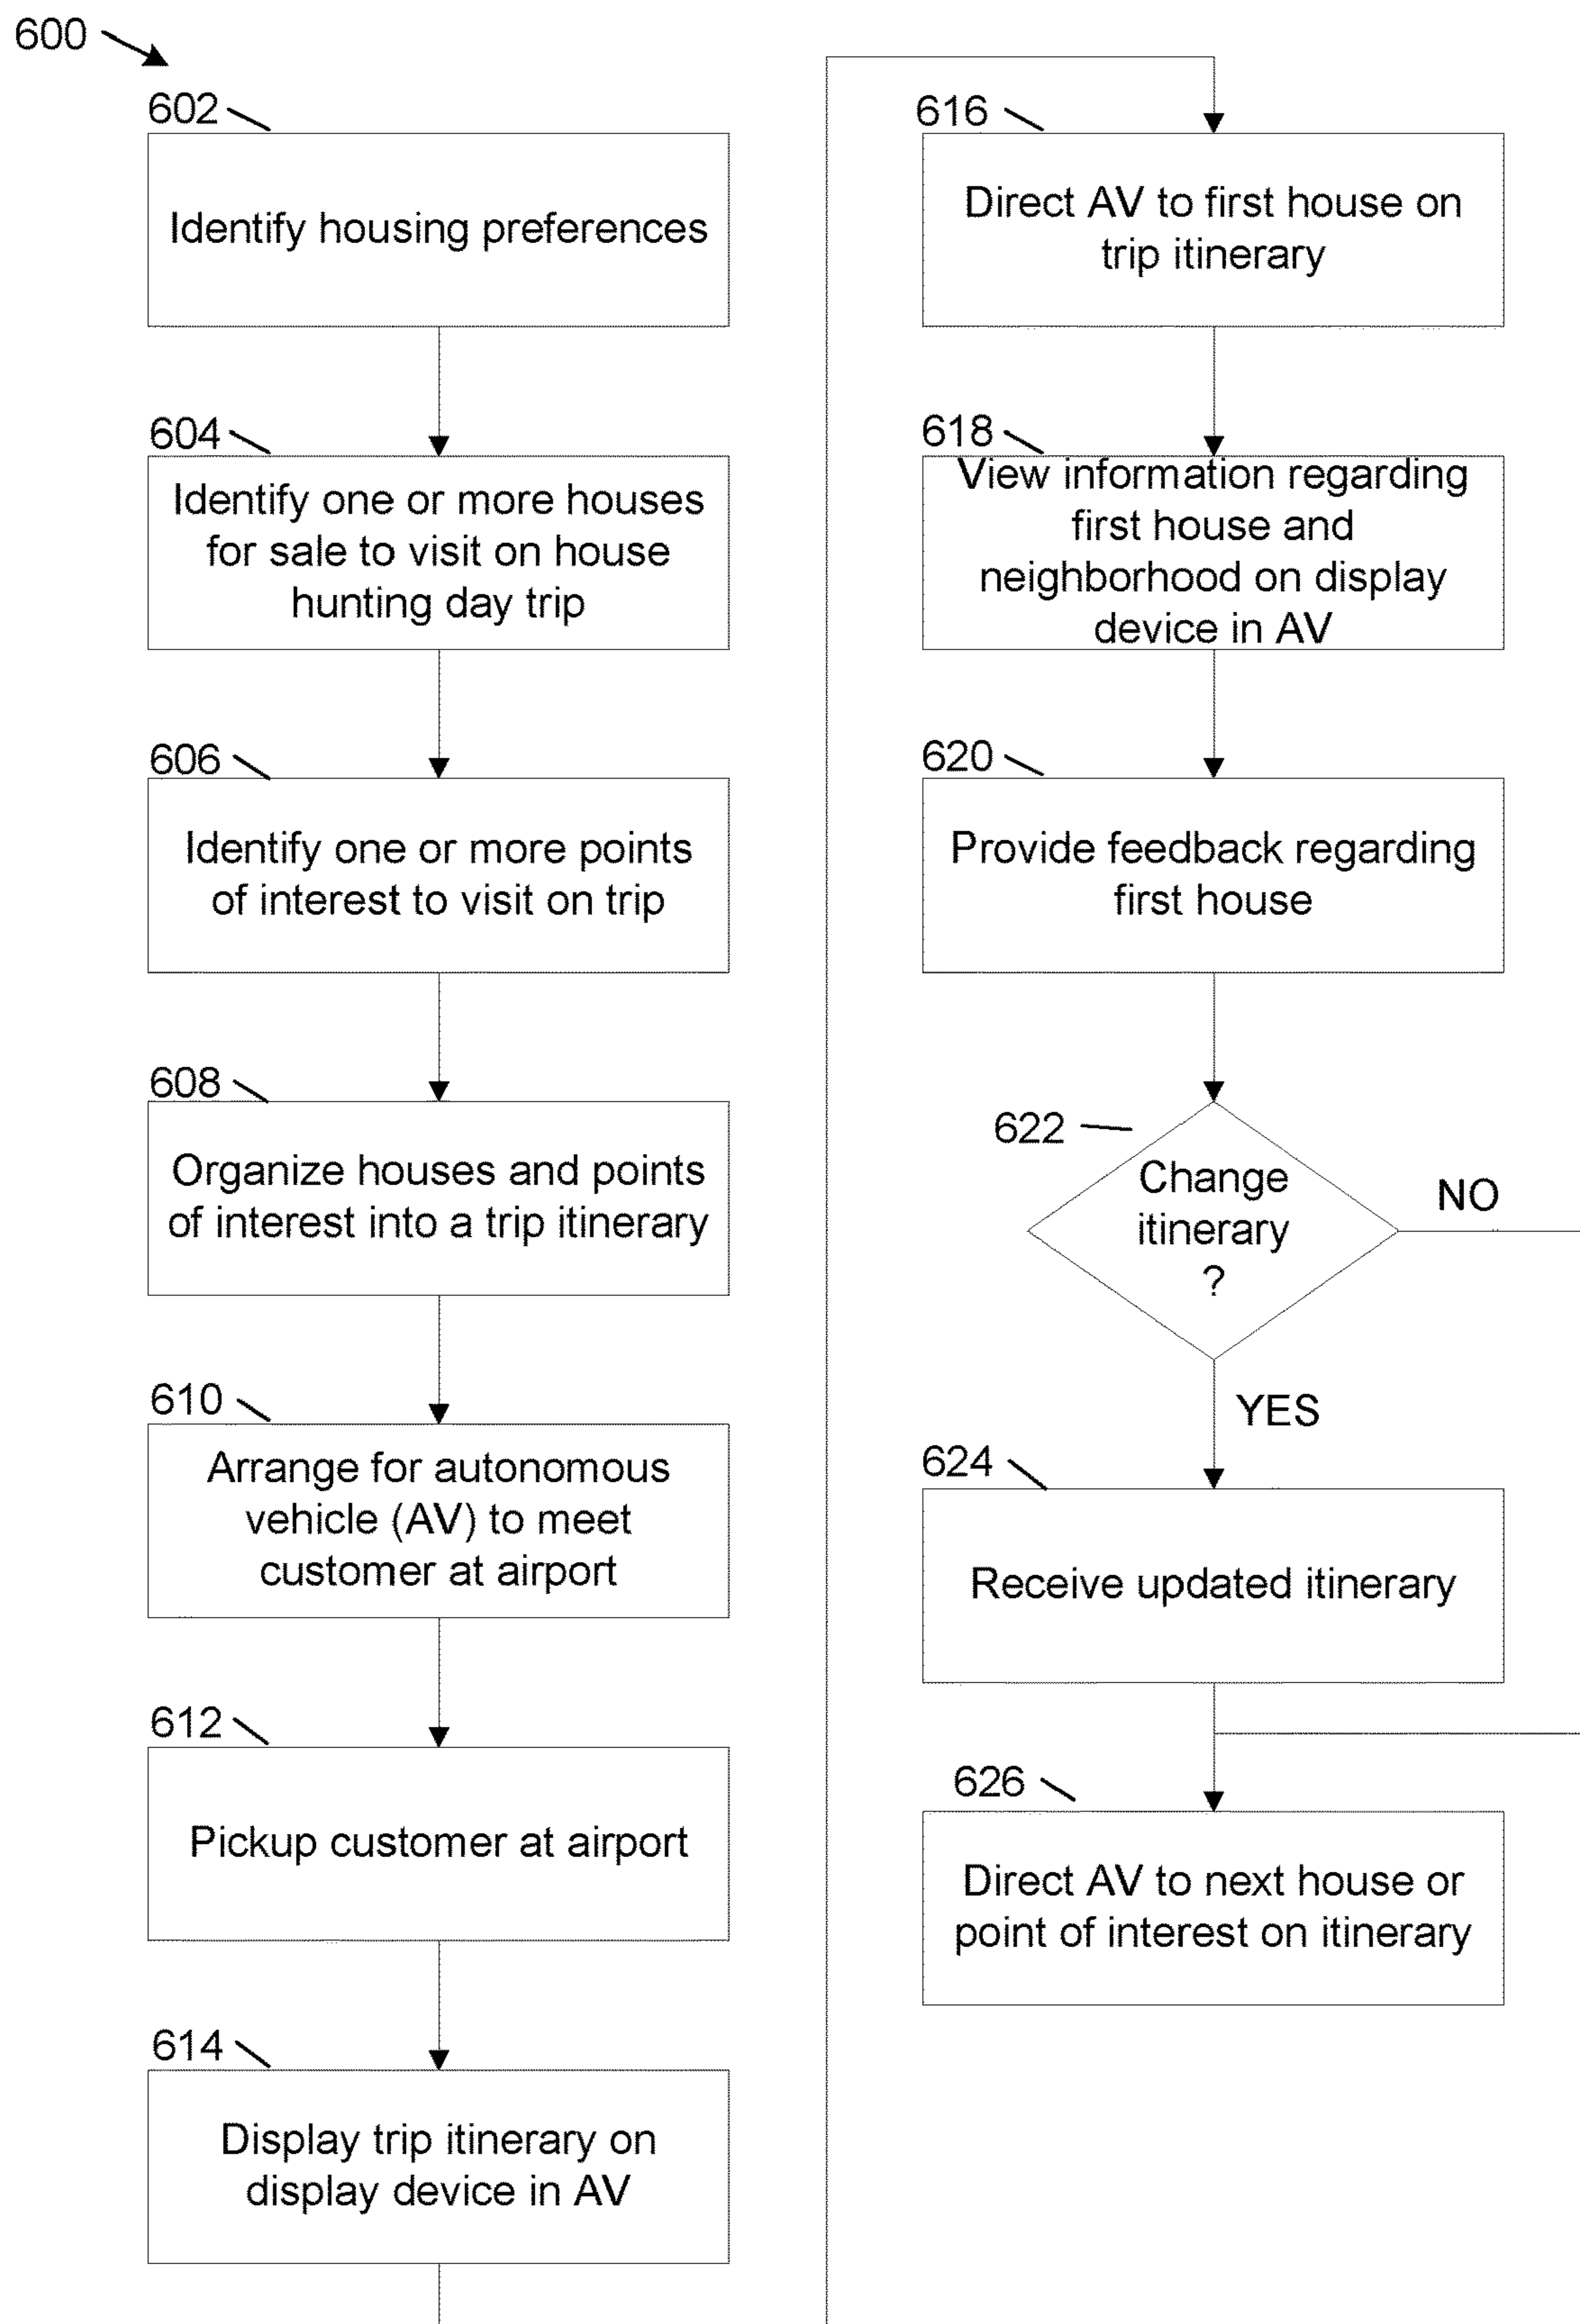 600
602
Identify housing preferences
604
Identify one or more houses
for sale to visit on house
hunting day trip
606
Identify one or more points
of interest to visit on trip
608
Organize houses and points
of interest into a trip itinerary
610
Arrange for autonomous
vehicle (AV) to meet
customer at airport
612
Pickup customer at airport
614
Display trip itinerary on
display device in AV
616
Direct AV to first house on
trip itinerary
618
View information regarding
first house and
neighborhood on display
device in AV
620
Provide feedback regarding
first house
622
Change
itinerary
?
NO
YES
624
Receive updated itinerary
626
Direct AV to next house or
point of interest on itinerary